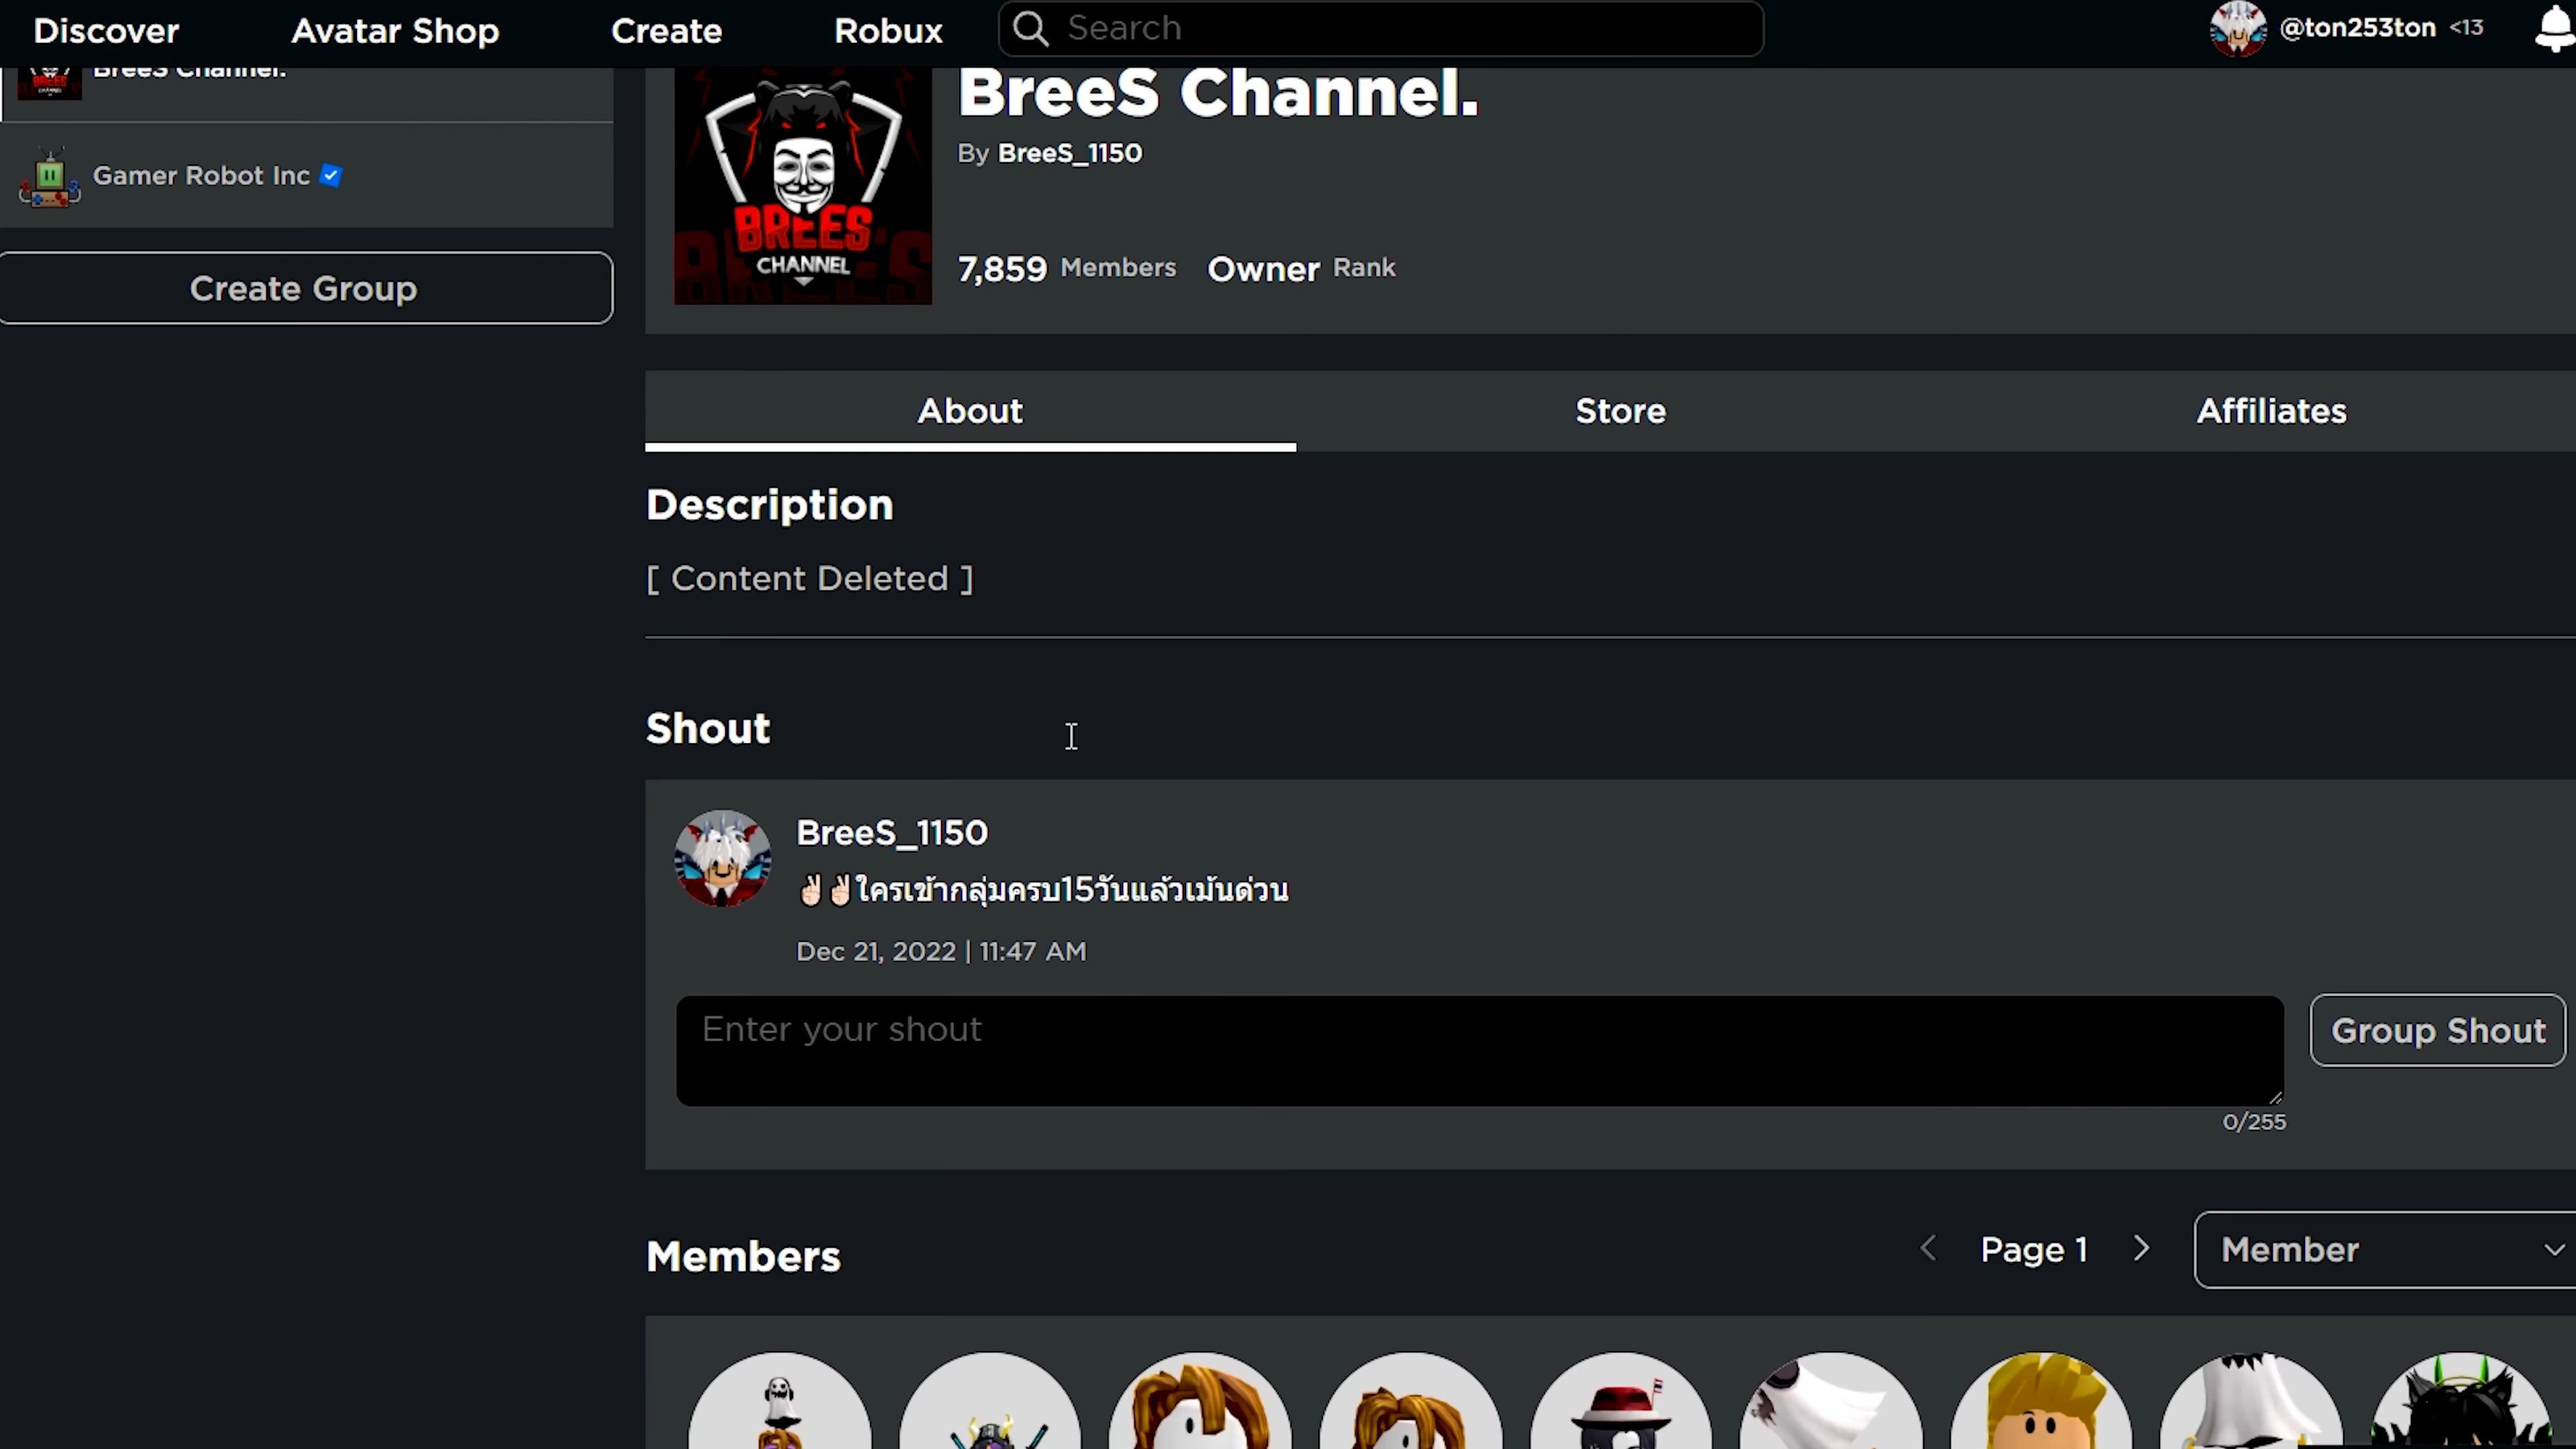 Discover Avatar Shop Create Robux Search @ton253ton <13
BreeS Channel.
Gamer Robot Inc
Create Group
BREES
CHANNEL
BreeS Channel.
By BreeS_1150
7,859 Members Owner Rank
About Store Affiliates
Description
[ Content Deleted ]
Shout
BreeS_1150
✌🏻✌🏻ใครเข้ากลุ่มครบ15วันแล้วเม้นด่วน
Dec 21, 2022 | 11:47 AM
Enter your shout
Group Shout
0/255
Members Page 1 Member